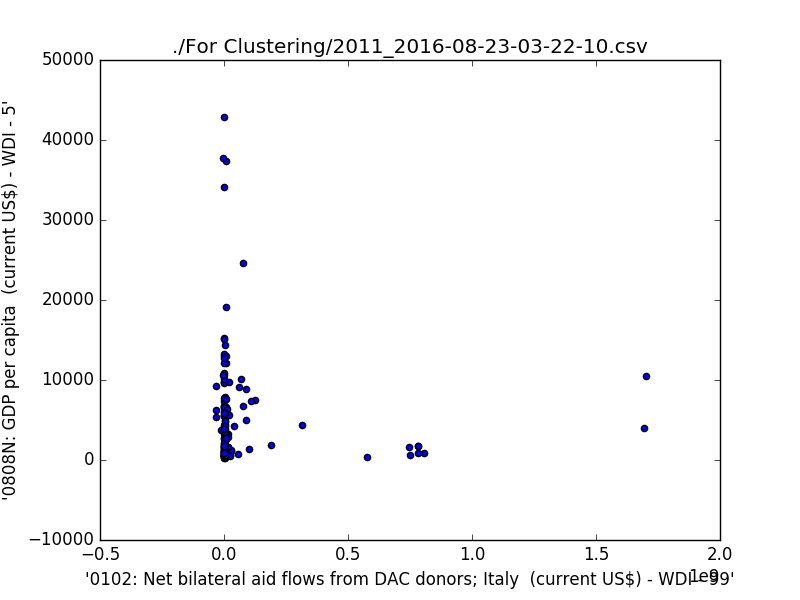 ./For Clustering/2011_2016-08-23-03-22-10.csv
50000
40000
30000
20000
10000
0
−10000
'0808N: GDP per capita  (current US$) - WDI - 5'
−0.5 0.0 0.5 1.0 1.5 2.0
1e9
'0102: Net bilateral aid flows from DAC donors; Italy  (current US$) - WDI - 99'